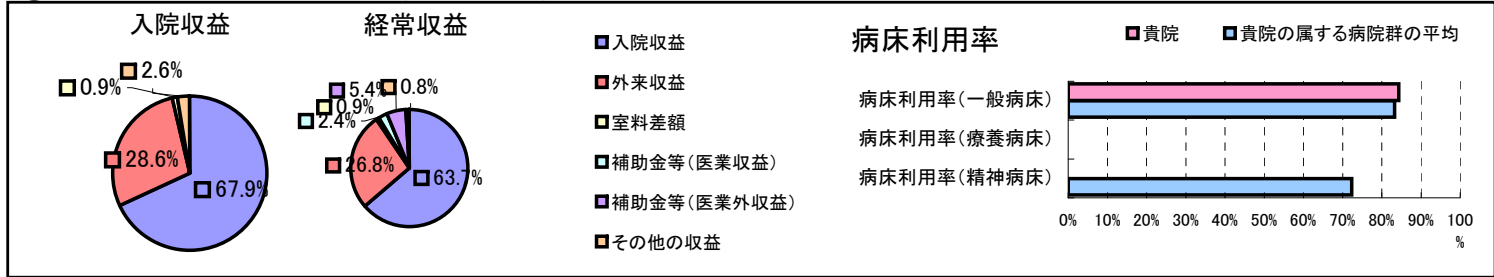 入院収益
2.6%
0.9%
28.6%
67.9%
経常収益
5.4%
0.8%
0.9%
2.4%
26.8%
63.7%
入院収益
外来収益
室料差額
補助金等(医業収益)
補助金等(医業外収益)
その他の収益
病床利用率
貴院
貴院の属する病院群の平均
病床利用率(一般病床)
病床利用率(療養病床)
病床利用率(精神病床)
0% 10% 20% 30% 40% 50% 60% 70% 80% 90% 100
%